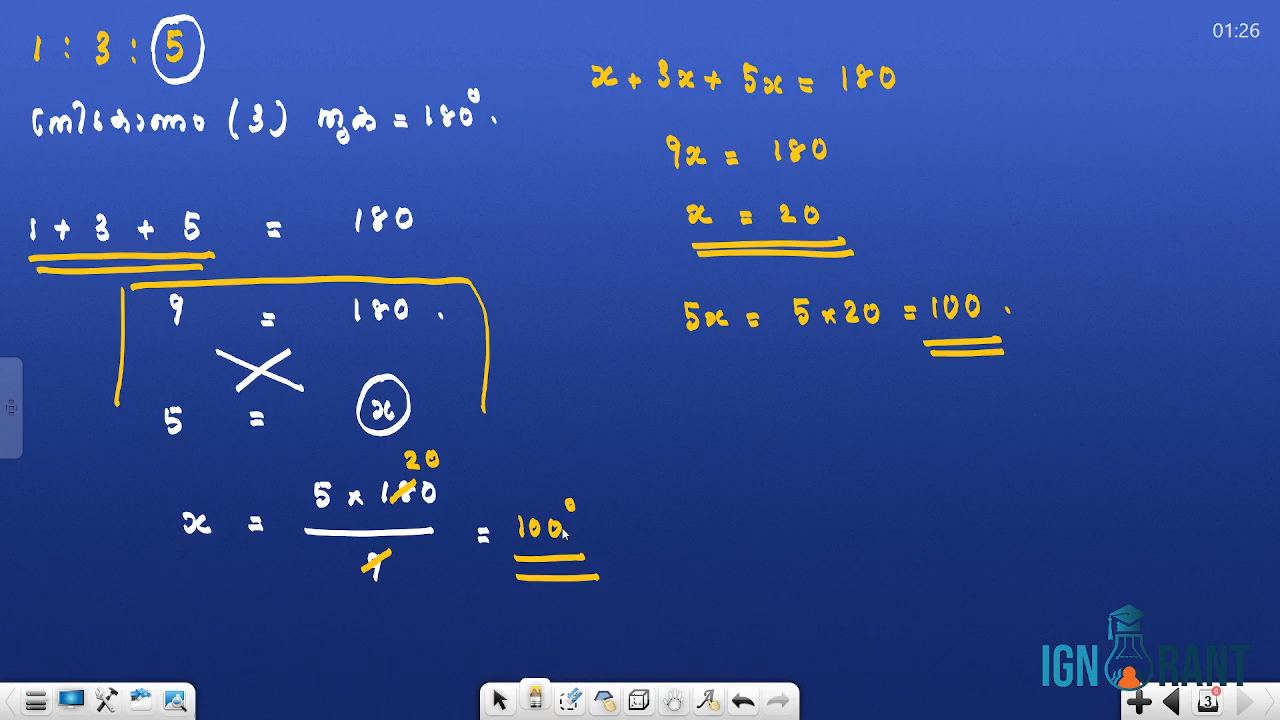 01:26
1 : 3 : 5
ത്രികോണം (3) തുക = 180°.
1 + 3 + 5 = 180
9 = 180.
5 = x
20
x = 5 × 180 / 9 = 100°
x + 3x + 5x = 180
9x = 180
x = 20
5x = 5 × 20 = 100.
IGNORANT
3